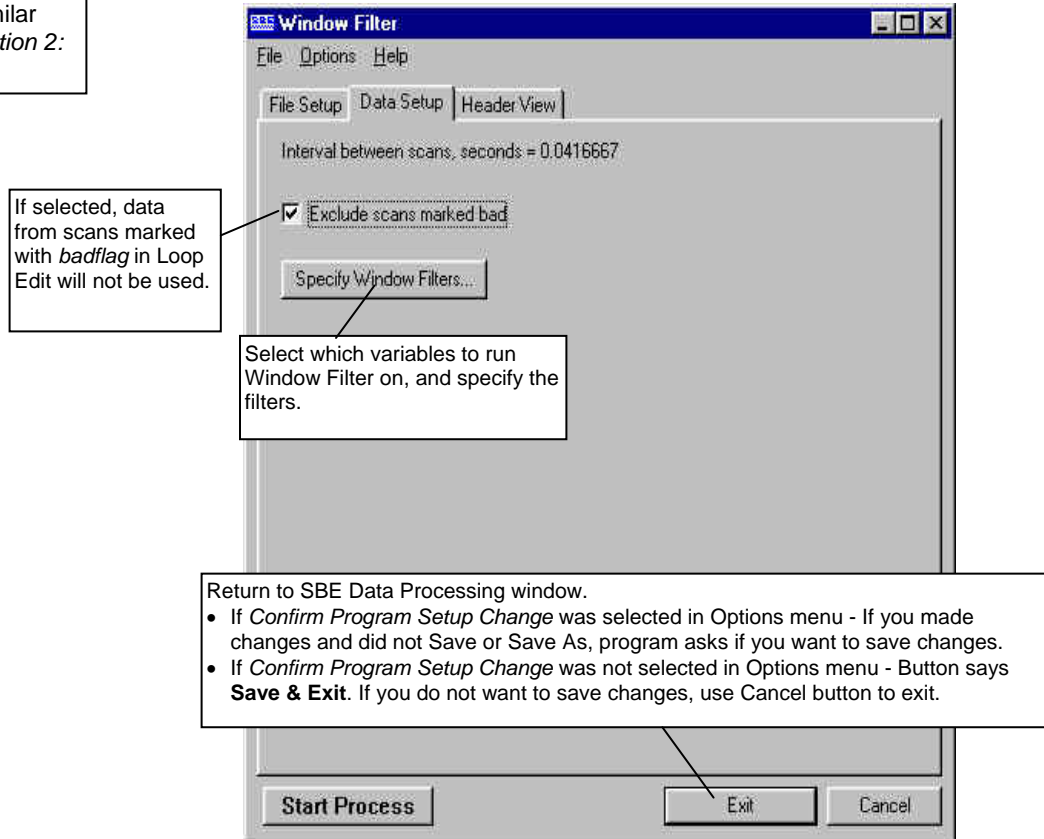 tion 2:
SBE Window Filter
File Options Help
File Setup Data Setup Header View
Interval between scans, seconds = 0.0416667
If selected, data
from scans marked
with badflag in Loop
Edit will not be used.
Exclude scans marked bad
Specify Window Filters...
Select which variables to run
Window Filter on, and specify the
filters.
Return to SBE Data Processing window.
• If Confirm Program Setup Change was selected in Options menu - If you made
changes and did not Save or Save As, program asks if you want to save changes.
• If Confirm Program Setup Change was not selected in Options menu - Button says
Save & Exit. If you do not want to save changes, use Cancel button to exit.
Start Process Exit Cancel